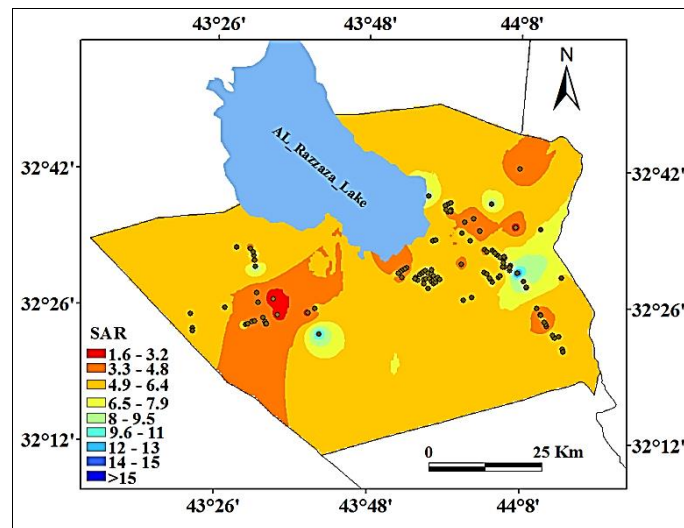 43°26' 43°48' 44°8'
N
AL_Razzaza_Lake
32°42' 32°42'
32°26' 32°26'
SAR
1.6 - 3.2
3.3 - 4.8
4.9 - 6.4
6.5 - 7.9
8 - 9.5
9.6 - 11
12 - 13
14 - 15
>15
32°12' 32°12'
0 25 Km
43°26' 43°48' 44°8'